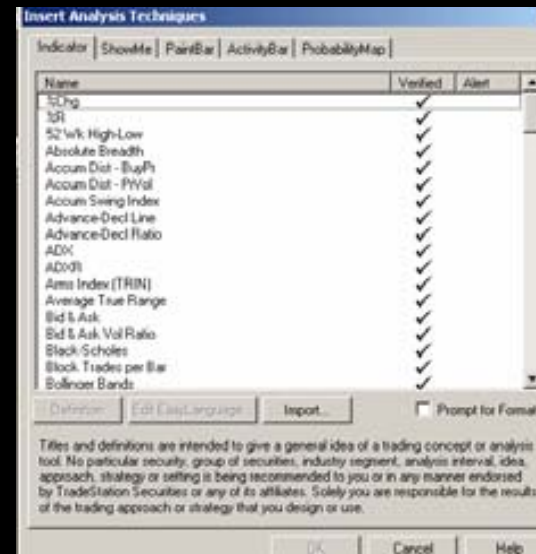 Insert Analysis Techniques
Indicator ShowMe PaintBar ActivityBar ProbabilityMap
Name Verified Alert
%Chg
%R
52 Wk High-Low
Absolute Breadth
Accum Dist - BuyPr
Accum Dist - PrVol
Accum Swing Index
Advance-Decl Line
Advance-Decl Ratio
ADX
ADXR
Arms Index (TRIN)
Average True Range
Bid & Ask
Bid & Ask Vol Ratio
Black-Scholes
Block Trades per Bar
Bollinger Bands
Definition Edit EasyLanguage Import... Prompt for Format
Titles and definitions are intended to give a general idea of a trading concept or analysis
tool. No particular security, group of securities, industry segment, analysis interval, idea,
approach, strategy or setting is being recommended to you or in any manner endorsed
by TradeStation Securities or any of its affiliates. Solely you are responsible for the results
of the trading approach or strategy that you design or use.
OK Cancel Help